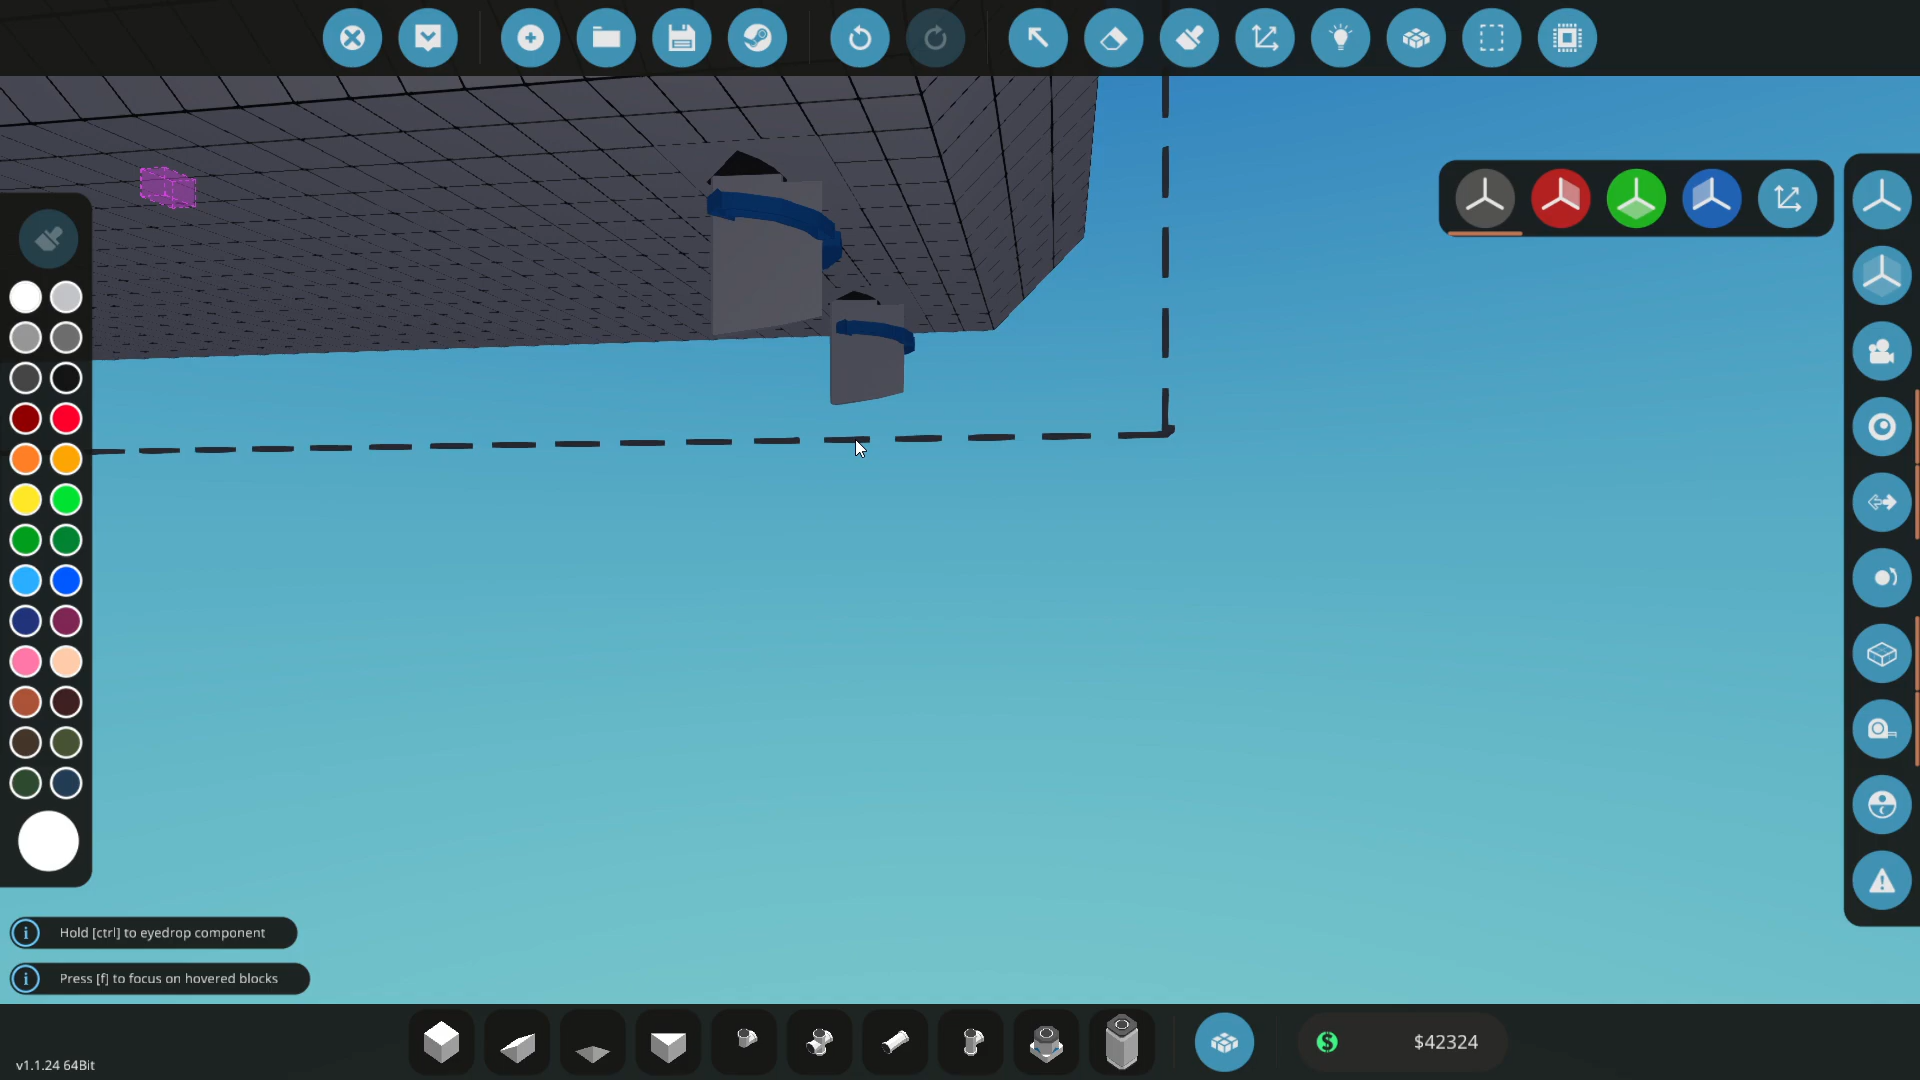 Hold [ctrl] to eyedrop component
Press [f] to focus on hovered blocks
$42324
v1.1.24 64Bit